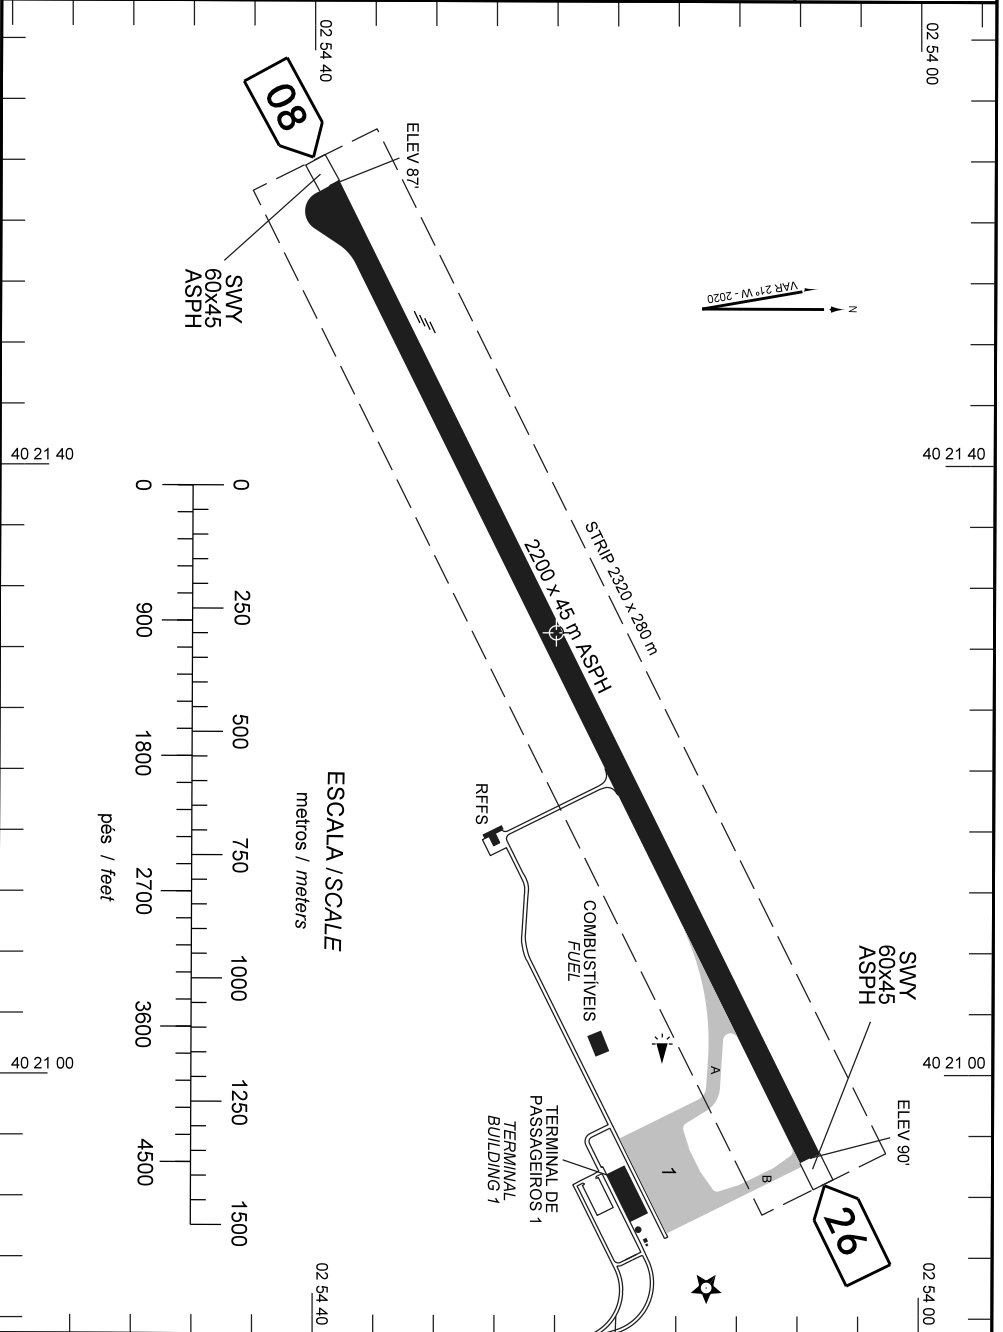 02 54 40
02 54 00
08
ELEV 87'
SWY
60x45
ASPH
VAR 21° W - 2020
N
40 21 40
40 21 40
STRIP 2320 x 280 m
2200 x 45 m ASPH
0
250
500
750
1000
1250
1500
0
900
1800
2700
3600
4500
ESCALA / SCALE
metros / meters
pés / feet
RFFS
COMBUSTÍVEIS
FUEL
SWY
60x45
ASPH
A
B
1
40 21 00
40 21 00
ELEV 90'
TERMINAL DE
PASSAGEIROS 1
TERMINAL
BUILDING 1
26
02 54 40
02 54 00